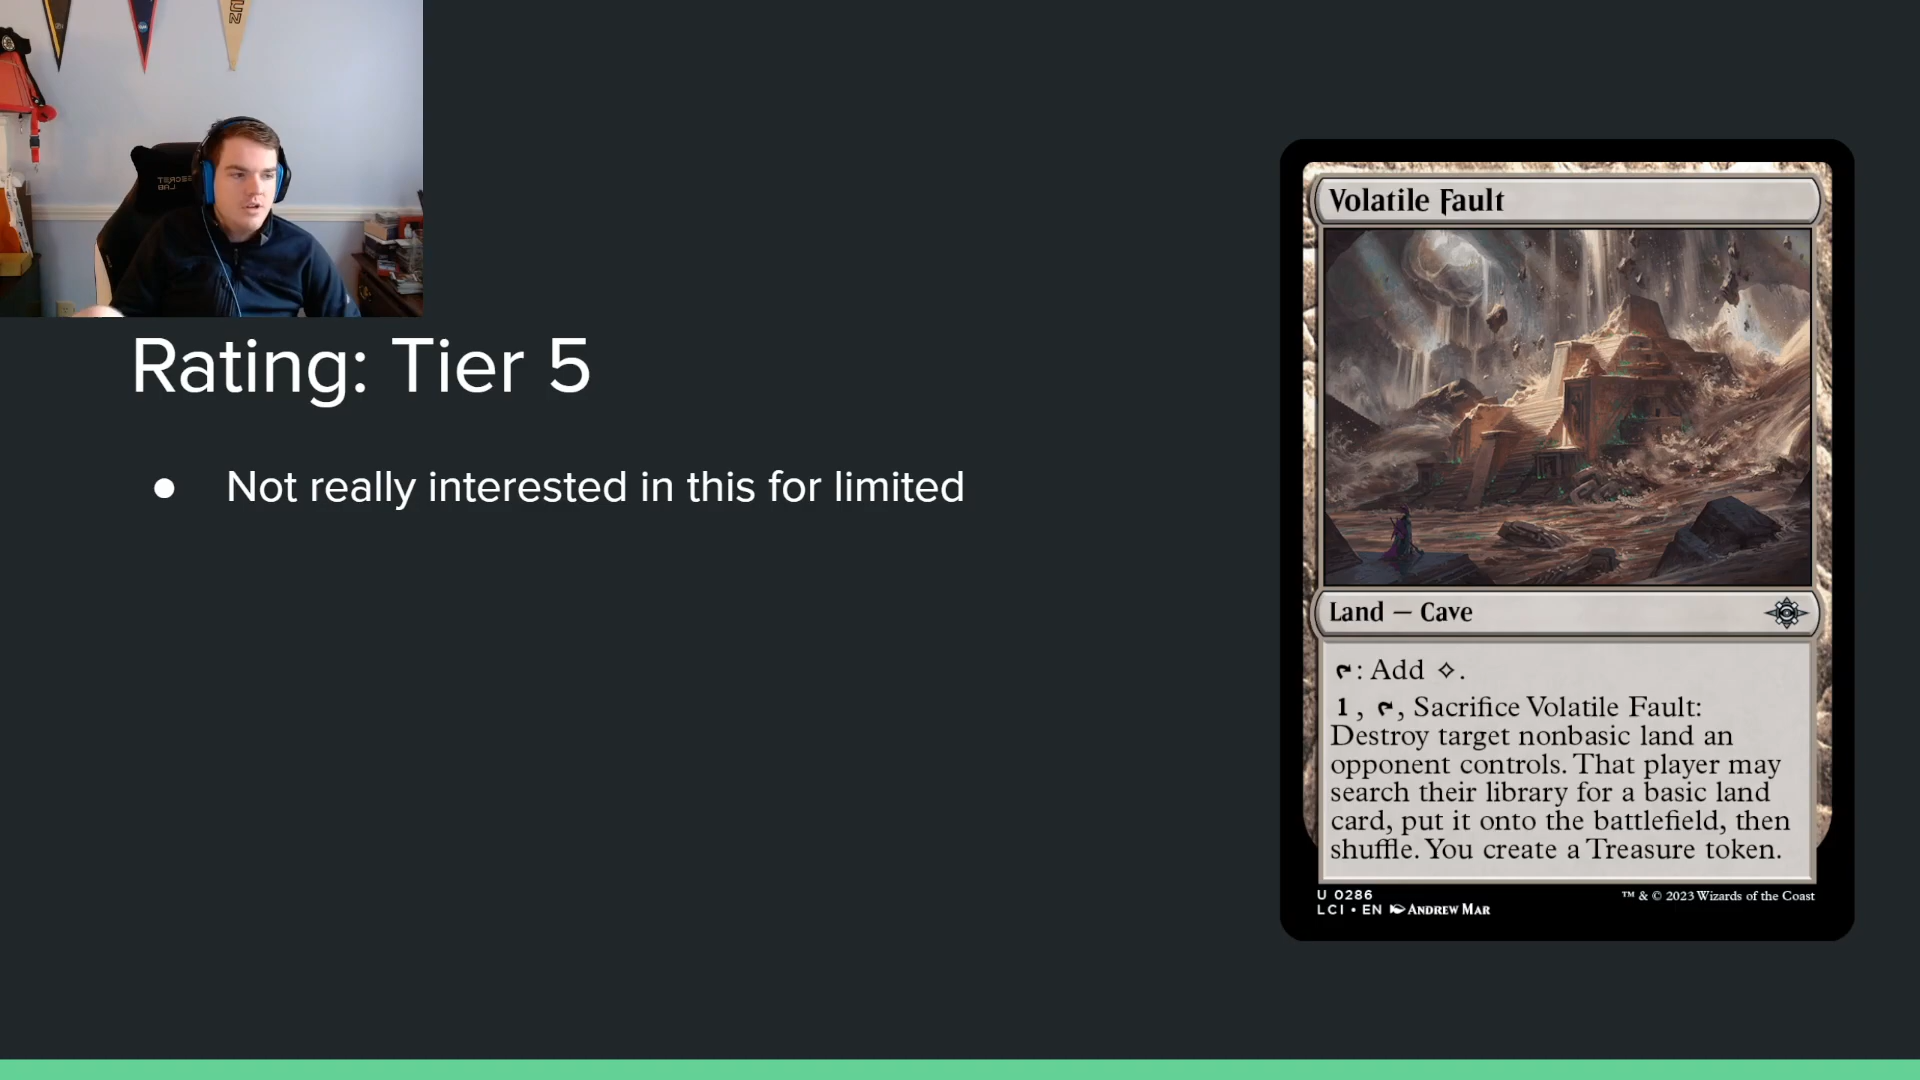 SECRET
LAB
Rating: Tier 5
● Not really interested in this for limited
Volatile Fault
Land — Cave
: Add .
1, , Sacrifice Volatile Fault:
Destroy target nonbasic land an
opponent controls. That player may
search their library for a basic land
card, put it onto the battlefield, then
shuffle. You create a Treasure token.
U 0286
LCI • EN Andrew Mar
™ & © 2023 Wizards of the Coast